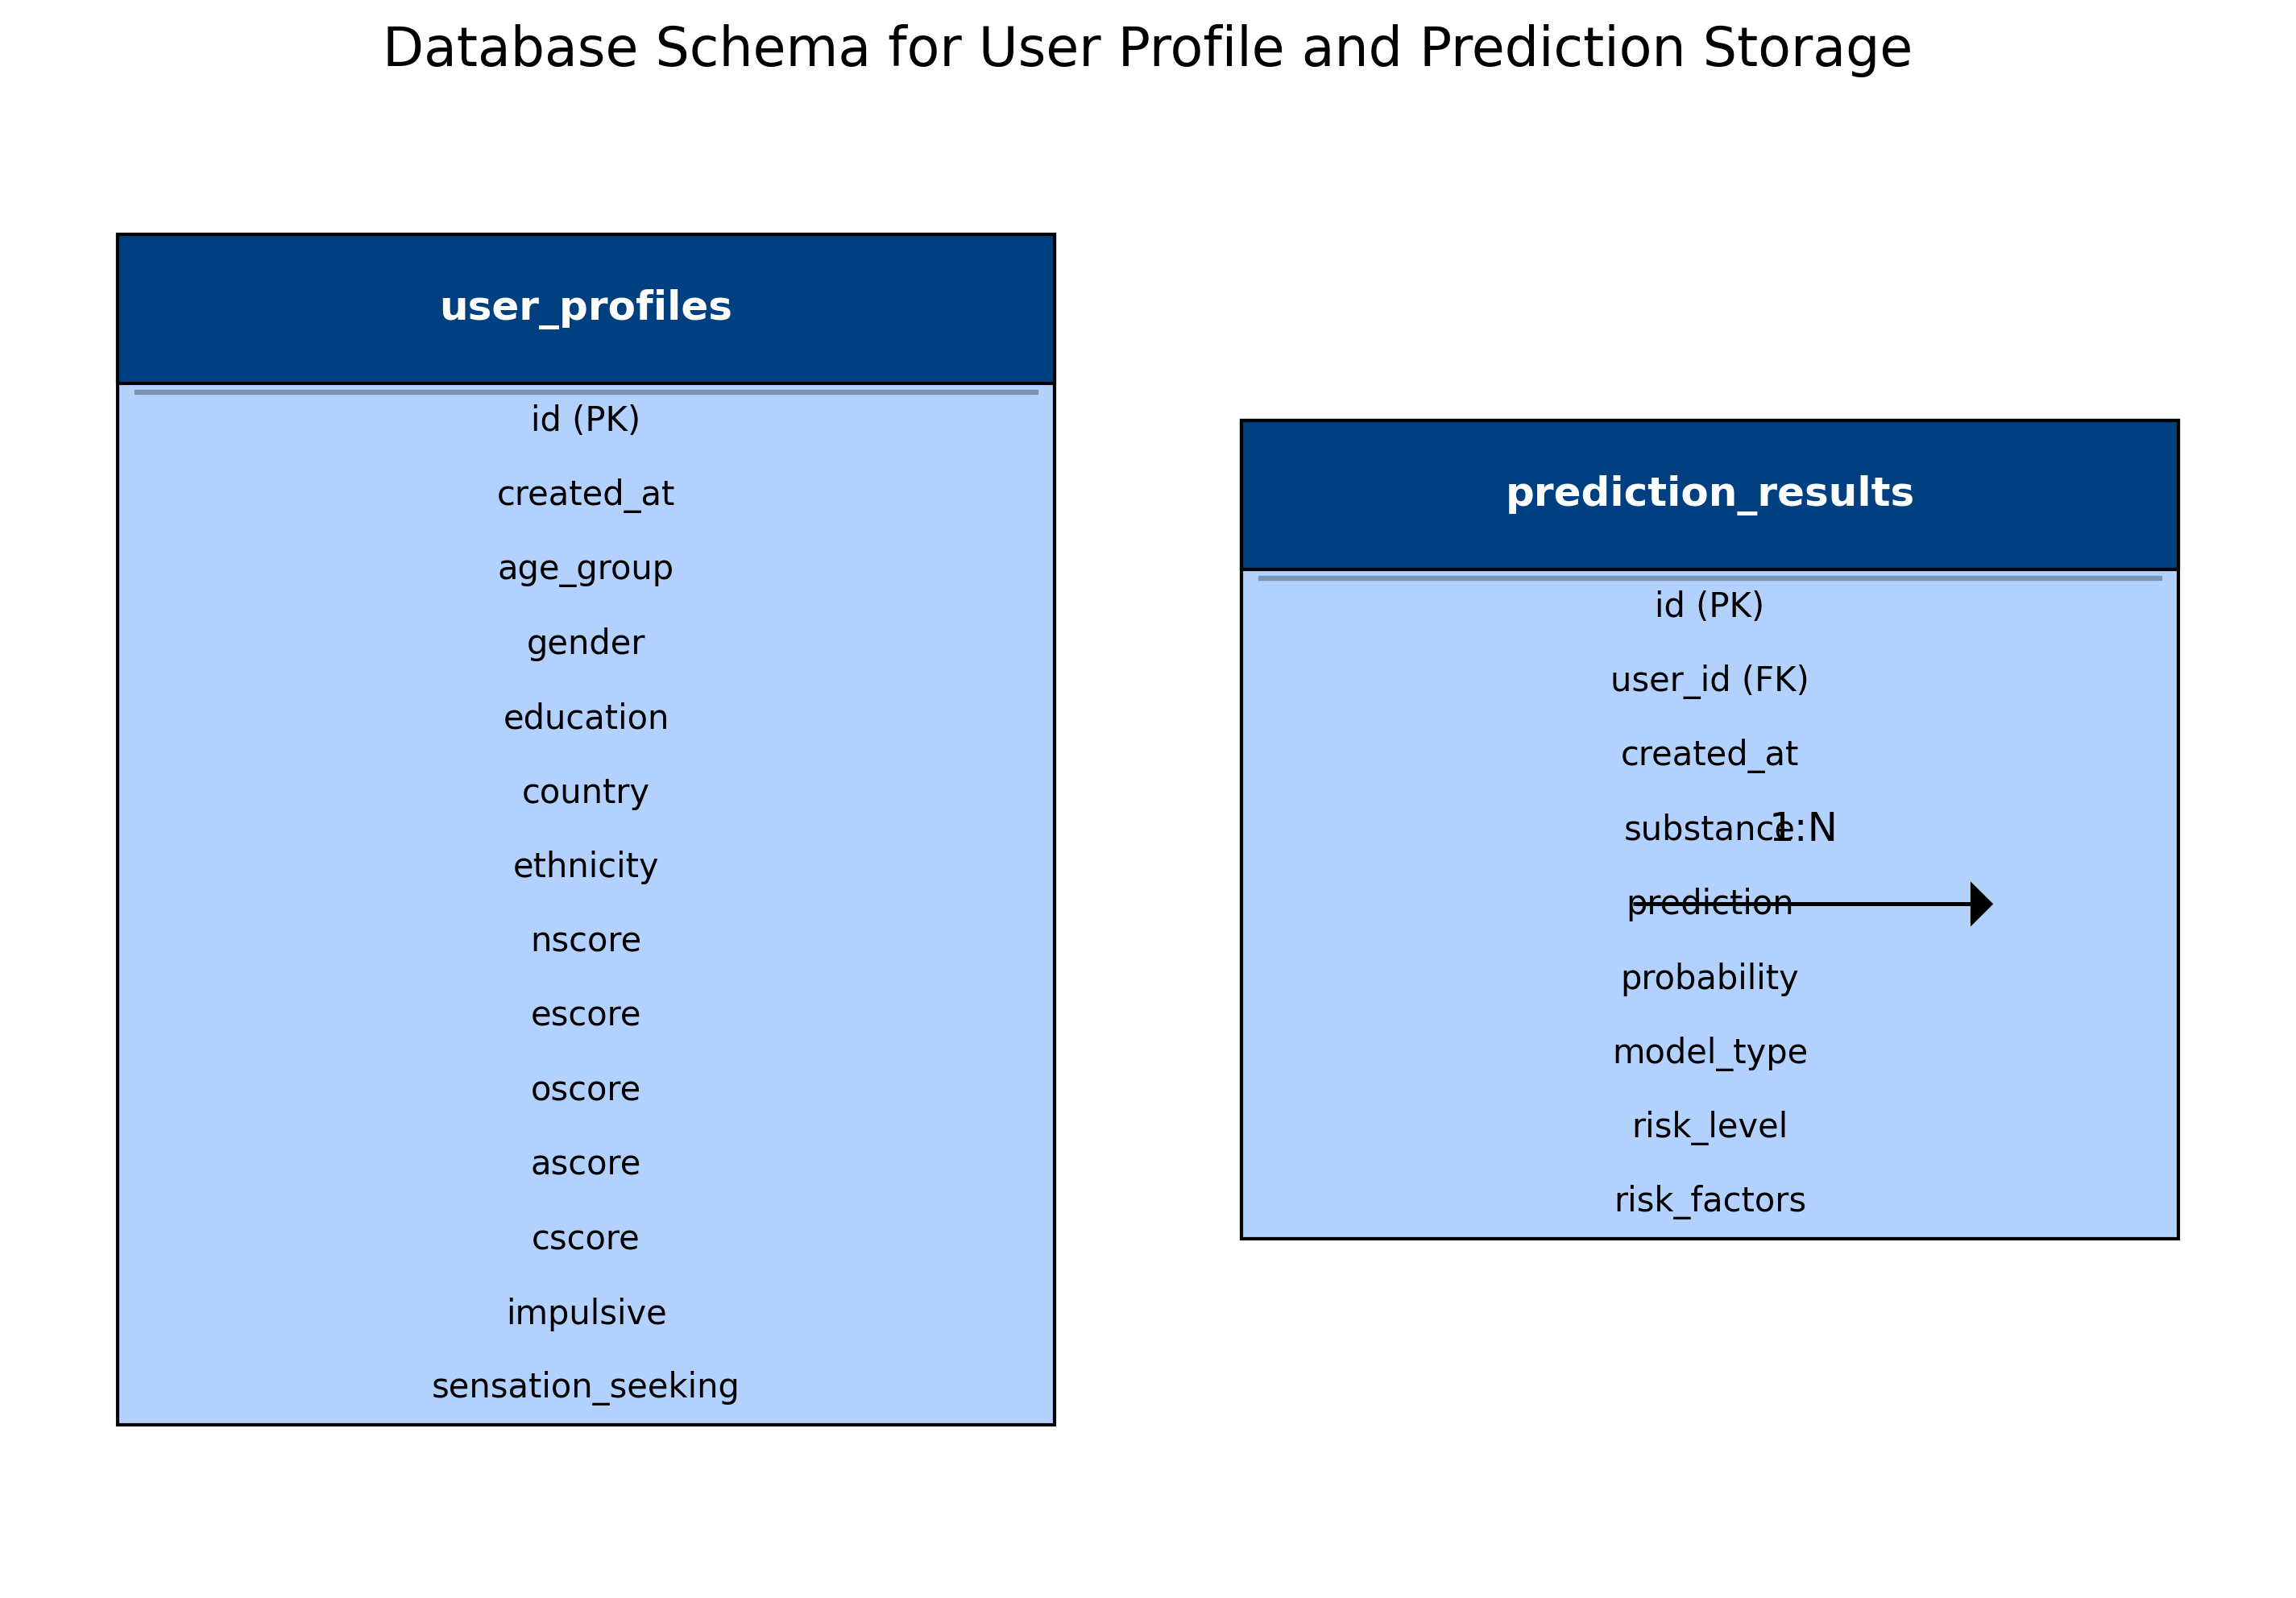 Database Schema for User Profile and Prediction Storage
user_profiles
id (PK)
created_at
age_group
gender
education
country
ethnicity
nscore
escore
oscore
ascore
cscore
impulsive
sensation_seeking
prediction_results
id (PK)
user_id (FK)
created_at
substance
1:N
prediction
probability
model_type
risk_level
risk_factors